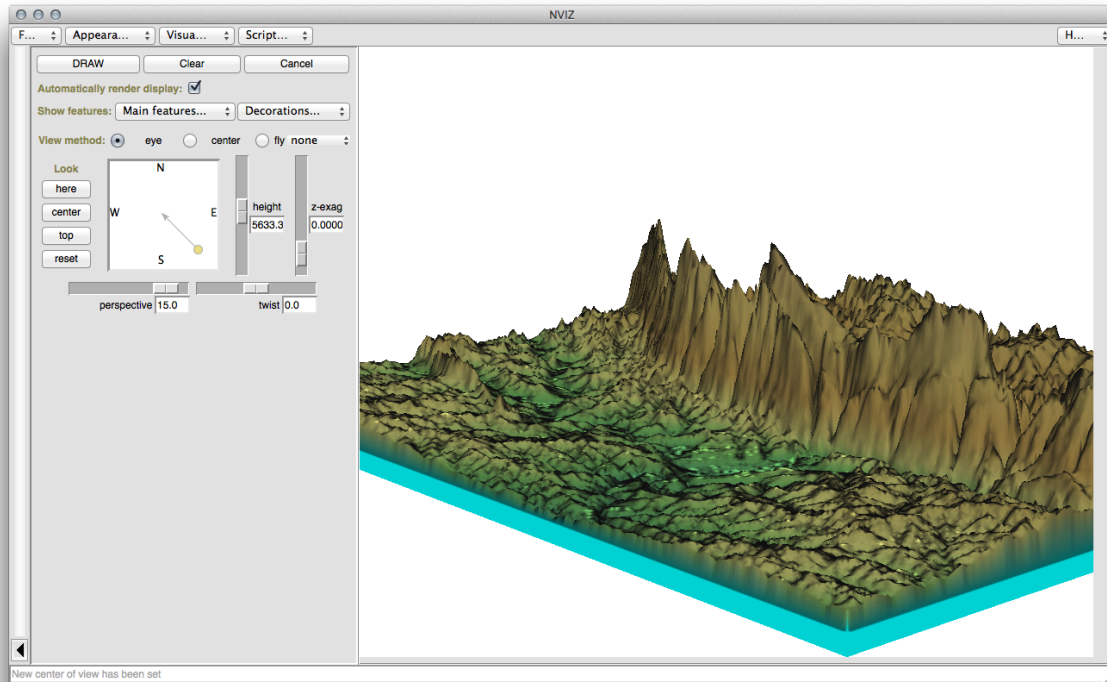 NVIZ
F... Appeara... Visua... Script... H...
DRAW Clear Cancel
Automatically render display:
Show features: Main features... Decorations...
View method: eye center fly none
Look
N
here
height z-exag
center
W E
5633.3 0.0000
top
S
reset
perspective 15.0 twist 0.0
New center of view has been set